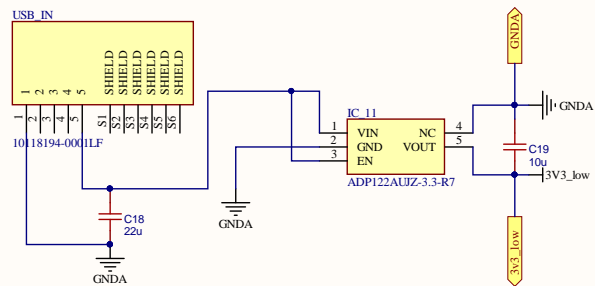 USB_IN
1 2 3 4 5 SHIELD SHIELD SHIELD SHIELD SHIELD SHIELD
1 2 3 4 5 S1 S2 S3 S4 S5 S6
10118194-0001LF
C18
22u
GNDA
GNDA
IC_11
1 VIN NC 4
2 GND VOUT 5
3 EN
ADP122AUJZ-3.3-R7
GNDA
GNDA
C19
10u
3V3_low
3v3_low